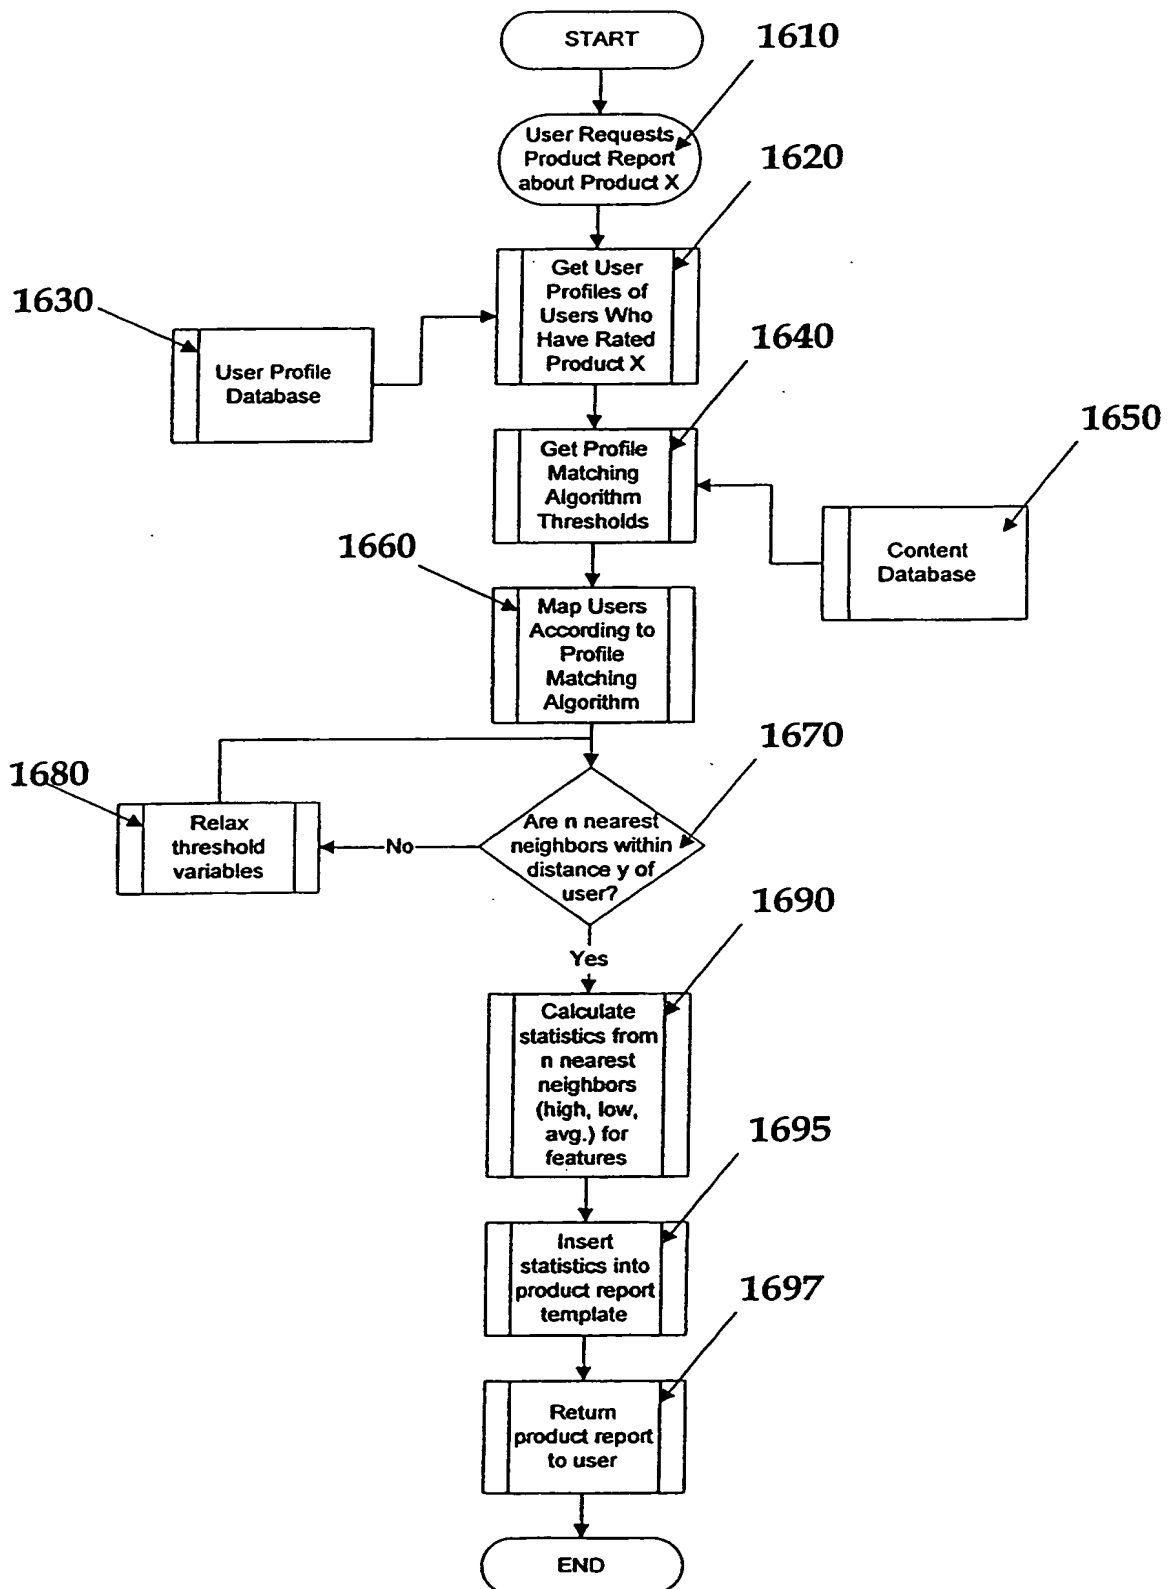 START
1610
User Requests
Product Report
about Product X
1620
Get User
Profiles of
Users Who
Have Rated
Product X
1630
User Profile
Database
1640
Get Profile
Matching
Algorithm
Thresholds
1650
Content
Database
1660
Map Users
According to
Profile
Matching
Algorithm
1670
Are n nearest
neighbors within
distance y of
user?
1680
Relax
threshold
variables
No
Yes
1690
Calculate
statistics from
n nearest
neighbors
(high, low,
avg.) for
features
1695
Insert
statistics into
product report
template
1697
Return
product report
to user
END